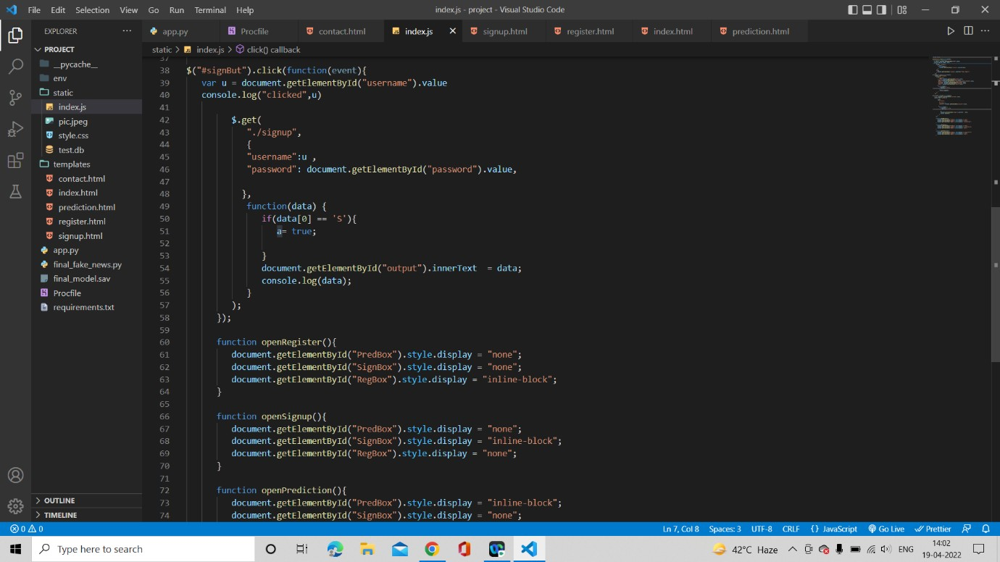 File Edit Selection View Go Run Terminal Help
index.js - project - Visual Studio Code
EXPLORER
PROJECT
__pycache__
env
static
index.js
pic.jpeg
style.css
test.db
templates
contact.html
index.html
prediction.html
register.html
signup.html
app.py
final_fake_news.py
final_model.sav
Procfile
requirements.txt
OUTLINE
TIMELINE
app.py Procfile contact.html index.js signup.html register.html index.html prediction.html
static > index.js > click() callback
37
38 $("#signBut").click(function(event){
39 var u = document.getElementById("username").value
40 console.log("clicked",u)
41
42 $.get(
43 "./signup",
44 {
45 "username":u ,
46 "password": document.getElementById("password").value,
47
48 },
49 function(data) {
50 if(data[0] == 'S'){
51 a= true;
52
53 }
54 document.getElementById("output").innerText  = data;
55 console.log(data);
56 }
57 );
58 });
59
60 function openRegister(){
61 document.getElementById("PredBox").style.display = "none";
62 document.getElementById("SignBox").style.display = "none";
63 document.getElementById("RegBox").style.display = "inline-block";
64 }
65
66 function openSignup(){
67 document.getElementById("PredBox").style.display = "none";
68 document.getElementById("SignBox").style.display = "inline-block";
69 document.getElementById("RegBox").style.display = "none";
70 }
71
72 function openPrediction(){
73 document.getElementById("PredBox").style.display = "inline-block";
74 document.getElementById("SignBox").style.display = "none";
0 0
Ln 7, Col 8 Spaces: 3 UTF-8 CRLF {} JavaScript Go Live Prettier
Type here to search
42°C Haze
ENG
14:02
19-04-2022